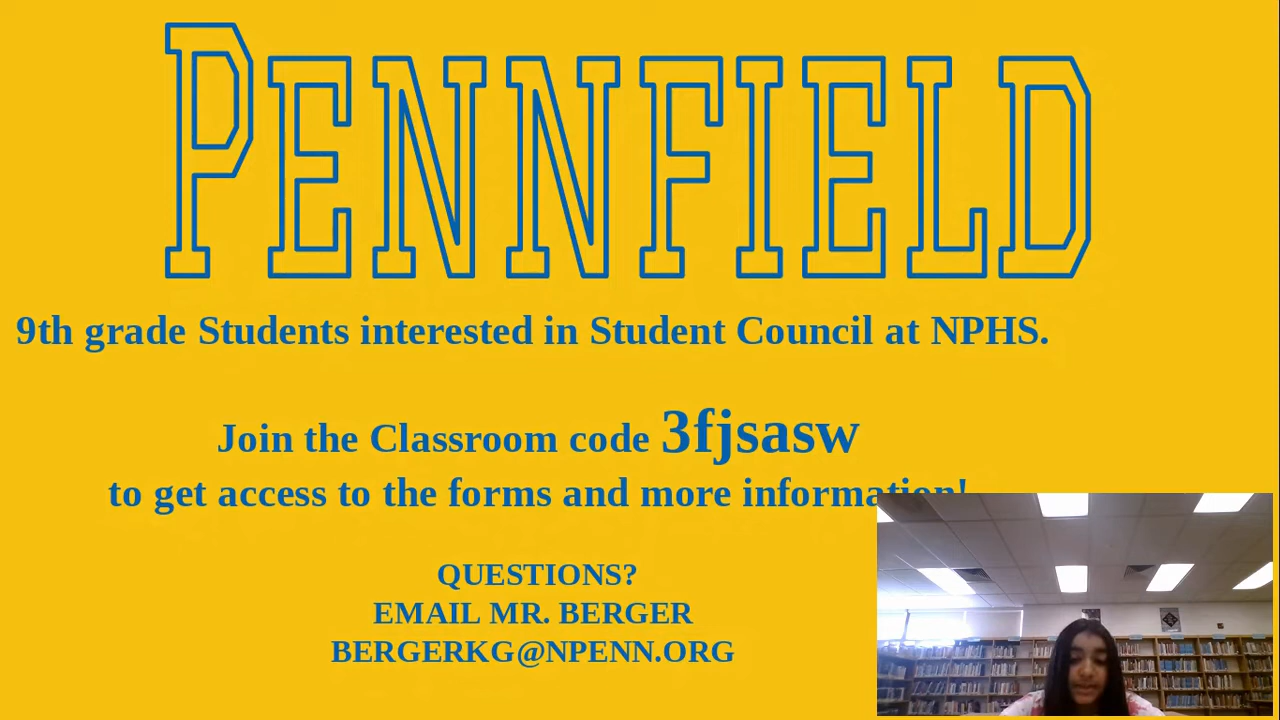 PENNFIELD
9th grade Students interested in Student Council at NPHS.
Join the Classroom code 3fjsasw
to get access to the forms and more information!
QUESTIONS?
EMAIL MR. BERGER
BERGERKG@NPENN.ORG